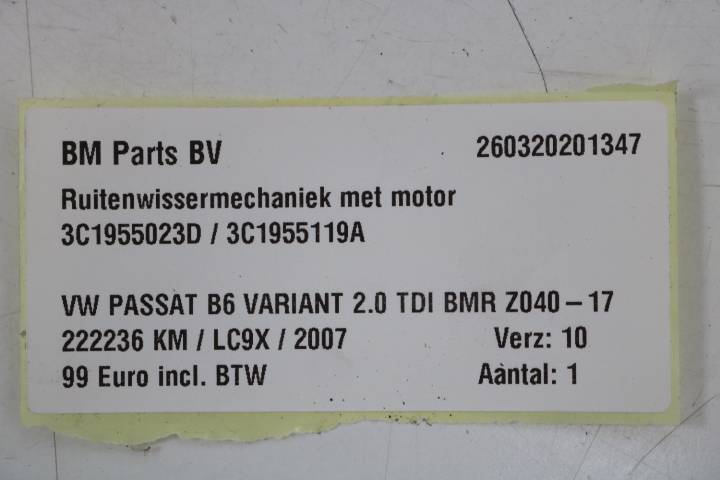 BM Parts BV 260320201347
Ruitenwissermechaniek met motor
3C1955023D / 3C1955119A
VW PASSAT B6 VARIANT 2.0 TDI BMR Z040-17
222236 KM / LC9X / 2007 Verz: 10
99 Euro incl. BTW Aantal: 1